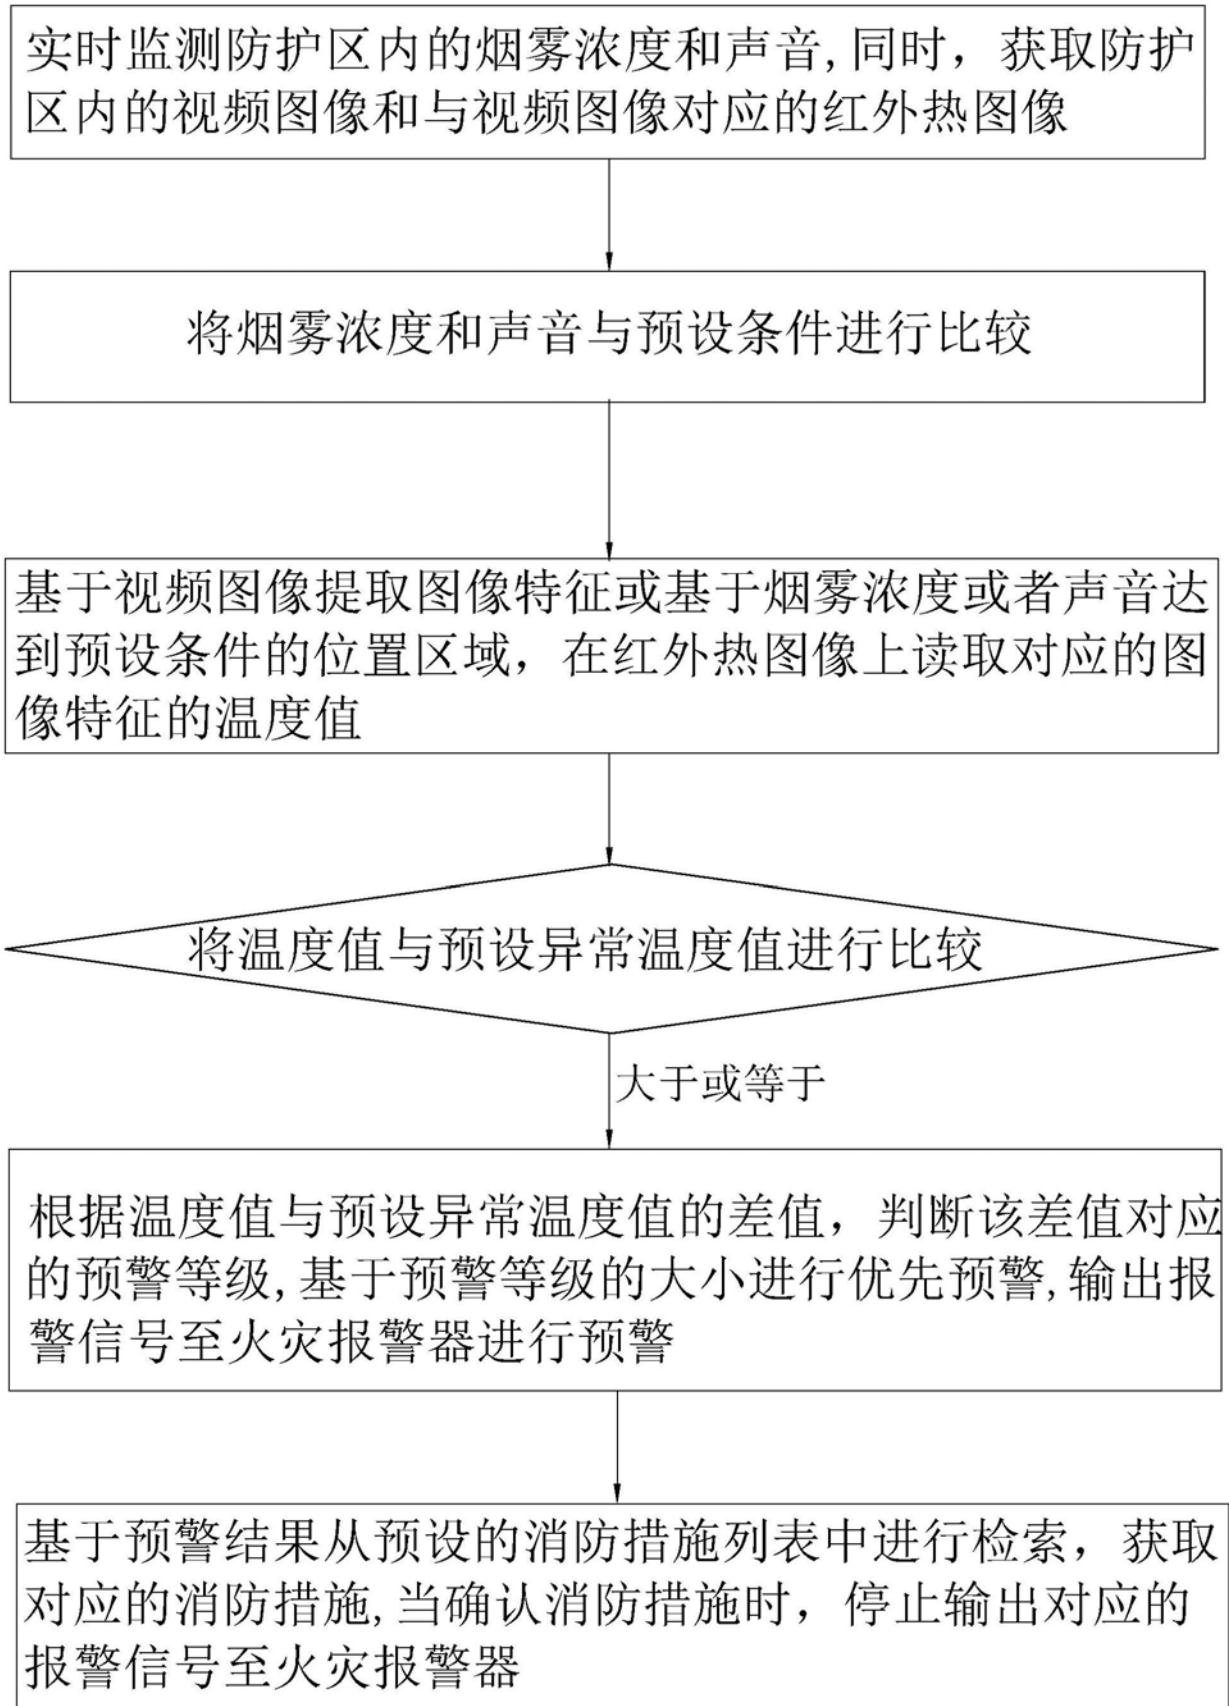 实时监测防护区内的烟雾浓度和声音,同时，获取防护
区内的视频图像和与视频图像对应的红外热图像
将烟雾浓度和声音与预设条件进行比较
基于视频图像提取图像特征或基于烟雾浓度或者声音达
到预设条件的位置区域，在红外热图像上读取对应的图
像特征的温度值
将温度值与预设异常温度值进行比较
大于或等于
根据温度值与预设异常温度值的差值，判断该差值对应
的预警等级,基于预警等级的大小进行优先预警,输出报
警信号至火灾报警器进行预警
基于预警结果从预设的消防措施列表中进行检索，获取
对应的消防措施,当确认消防措施时，停止输出对应的
报警信号至火灾报警器